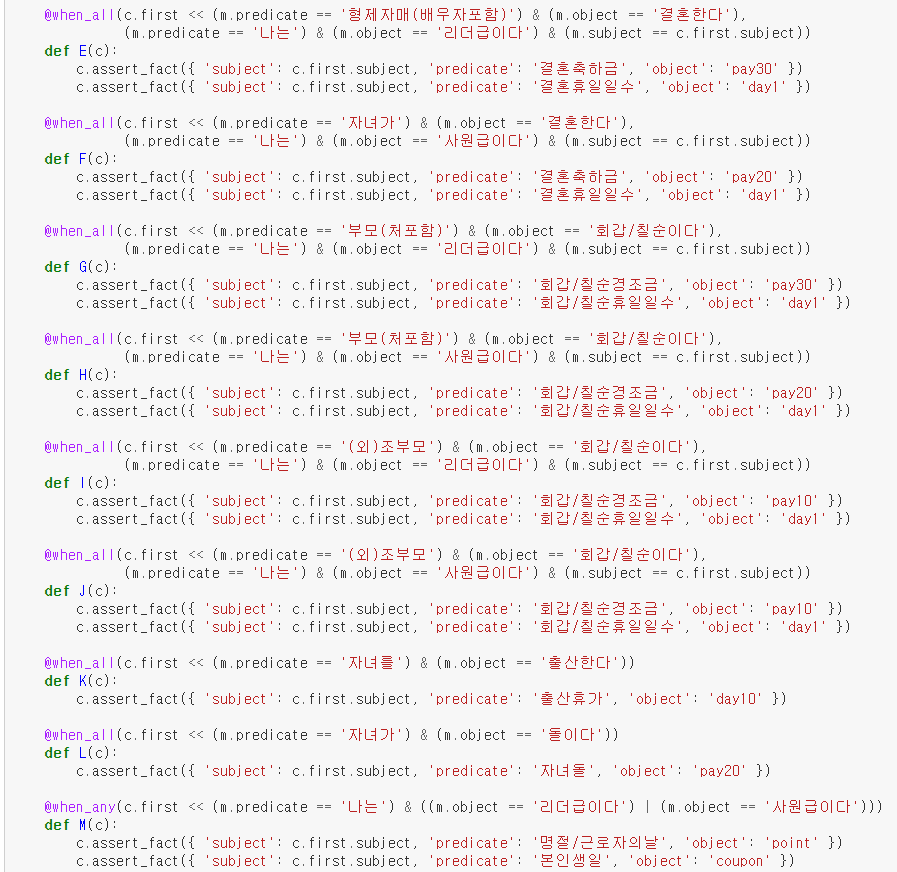 @when_all(c.first << (m.predicate == '형제자매(배우자포함)') & (m.object == '결혼한다'),
(m.predicate == '나는') & (m.object == '리더급이다') & (m.subject == c.first.subject))
def E(c):
c.assert_fact({ 'subject': c.first.subject, 'predicate': '결혼축하금', 'object': 'pay30' })
c.assert_fact({ 'subject': c.first.subject, 'predicate': '결혼휴일일수', 'object': 'day1' })
@when_all(c.first << (m.predicate == '자녀가') & (m.object == '결혼한다'),
(m.predicate == '나는') & (m.object == '사원급이다') & (m.subject == c.first.subject))
def F(c):
c.assert_fact({ 'subject': c.first.subject, 'predicate': '결혼축하금', 'object': 'pay20' })
c.assert_fact({ 'subject': c.first.subject, 'predicate': '결혼휴일일수', 'object': 'day1' })
@when_all(c.first << (m.predicate == '부모(처포함)') & (m.object == '회갑/칠순이다'),
(m.predicate == '나는') & (m.object == '리더급이다') & (m.subject == c.first.subject))
def G(c):
c.assert_fact({ 'subject': c.first.subject, 'predicate': '회갑/칠순경조금', 'object': 'pay30' })
c.assert_fact({ 'subject': c.first.subject, 'predicate': '회갑/칠순휴일일수', 'object': 'day1' })
@when_all(c.first << (m.predicate == '부모(처포함)') & (m.object == '회갑/칠순이다'),
(m.predicate == '나는') & (m.object == '사원급이다') & (m.subject == c.first.subject))
def H(c):
c.assert_fact({ 'subject': c.first.subject, 'predicate': '회갑/칠순경조금', 'object': 'pay20' })
c.assert_fact({ 'subject': c.first.subject, 'predicate': '회갑/칠순휴일일수', 'object': 'day1' })
@when_all(c.first << (m.predicate == '(외)조부모') & (m.object == '회갑/칠순이다'),
(m.predicate == '나는') & (m.object == '리더급이다') & (m.subject == c.first.subject))
def I(c):
c.assert_fact({ 'subject': c.first.subject, 'predicate': '회갑/칠순경조금', 'object': 'pay10' })
c.assert_fact({ 'subject': c.first.subject, 'predicate': '회갑/칠순휴일일수', 'object': 'day1' })
@when_all(c.first << (m.predicate == '(외)조부모') & (m.object == '회갑/칠순이다'),
(m.predicate == '나는') & (m.object == '사원급이다') & (m.subject == c.first.subject))
def J(c):
c.assert_fact({ 'subject': c.first.subject, 'predicate': '회갑/칠순경조금', 'object': 'pay10' })
c.assert_fact({ 'subject': c.first.subject, 'predicate': '회갑/칠순휴일일수', 'object': 'day1' })
@when_all(c.first << (m.predicate == '자녀를') & (m.object == '출산한다'))
def K(c):
c.assert_fact({ 'subject': c.first.subject, 'predicate': '출산휴가', 'object': 'day10' })
@when_all(c.first << (m.predicate == '자녀가') & (m.object == '돌이다'))
def L(c):
c.assert_fact({ 'subject': c.first.subject, 'predicate': '자녀돌', 'object': 'pay20' })
@when_any(c.first << (m.predicate == '나는') & ((m.object == '리더급이다') | (m.object == '사원급이다')))
def M(c):
c.assert_fact({ 'subject': c.first.subject, 'predicate': '명절/근로자의날', 'object': 'point' })
c.assert_fact({ 'subject': c.first.subject, 'predicate': '본인생일', 'object': 'coupon' })